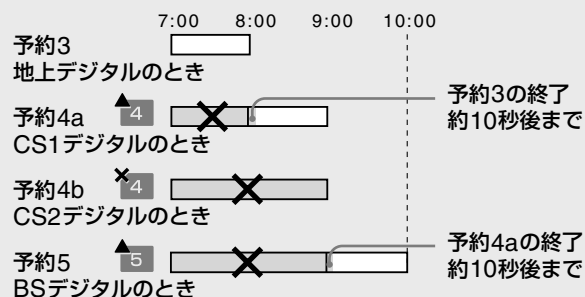 7:00 8:00 9:00 10:00
予約3
地上デジタルのとき
予約4a
▲4
CS1デジタルのとき
予約3の終了
約10秒後まで
予約4b
×4
CS2デジタルのとき
予約5
▲5
BSデジタルのとき
予約4aの終了
約10秒後まで